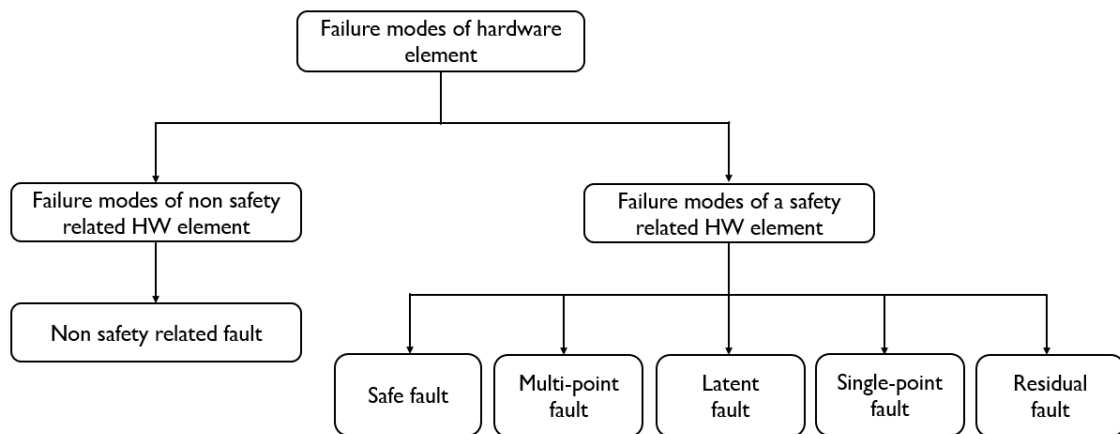 Failure modes of hardware
element
Failure modes of non safety
related HW element
Failure modes of a safety
related HW element
Non safety related fault
Safe fault
Multi-point
fault
Latent
fault
Single-point
fault
Residual
fault